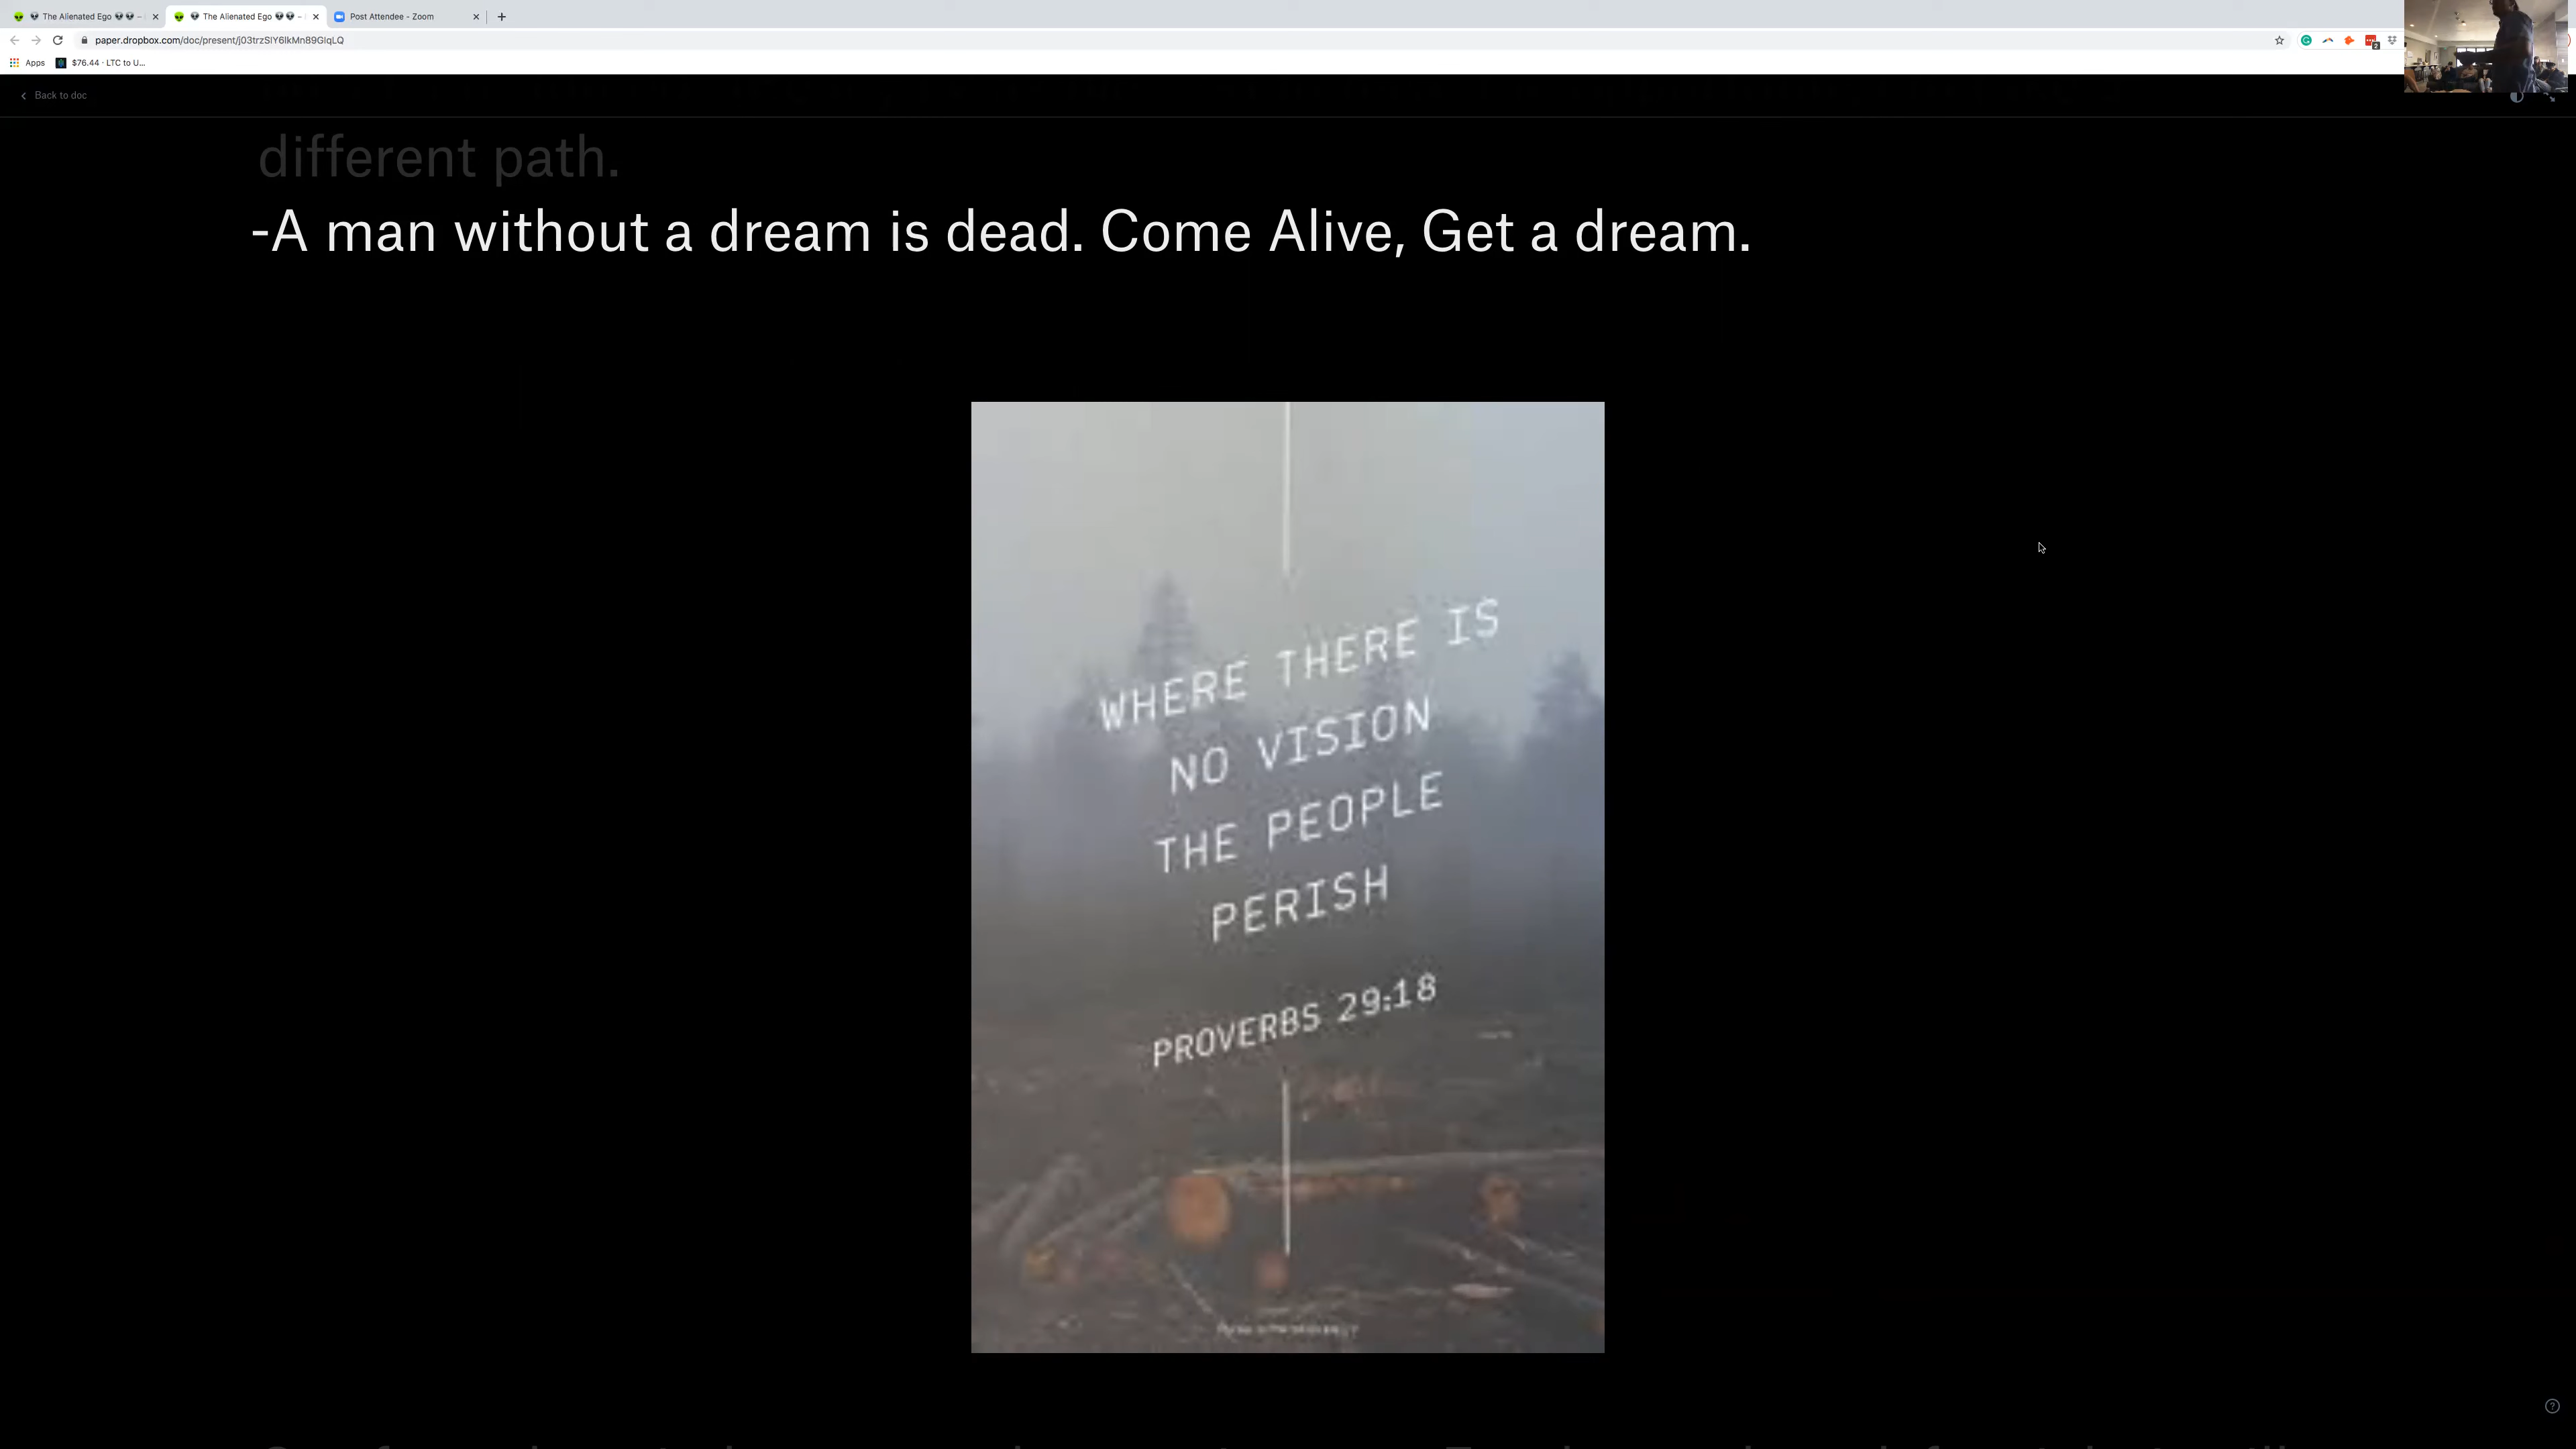 The Alienated Ego
The Alienated Ego
Post Attendee - Zoom
paper.dropbox.com/doc/present/j03trzSlY6lkMn89GlqLQ
Apps
$76.44 · LTC to U...
2
Back to doc
different path.
-A man without a dream is dead. Come Alive, Get a dream.
WHERE THERE IS
NO VISION
THE PEOPLE
PERISH
PROVERBS 29:18
?